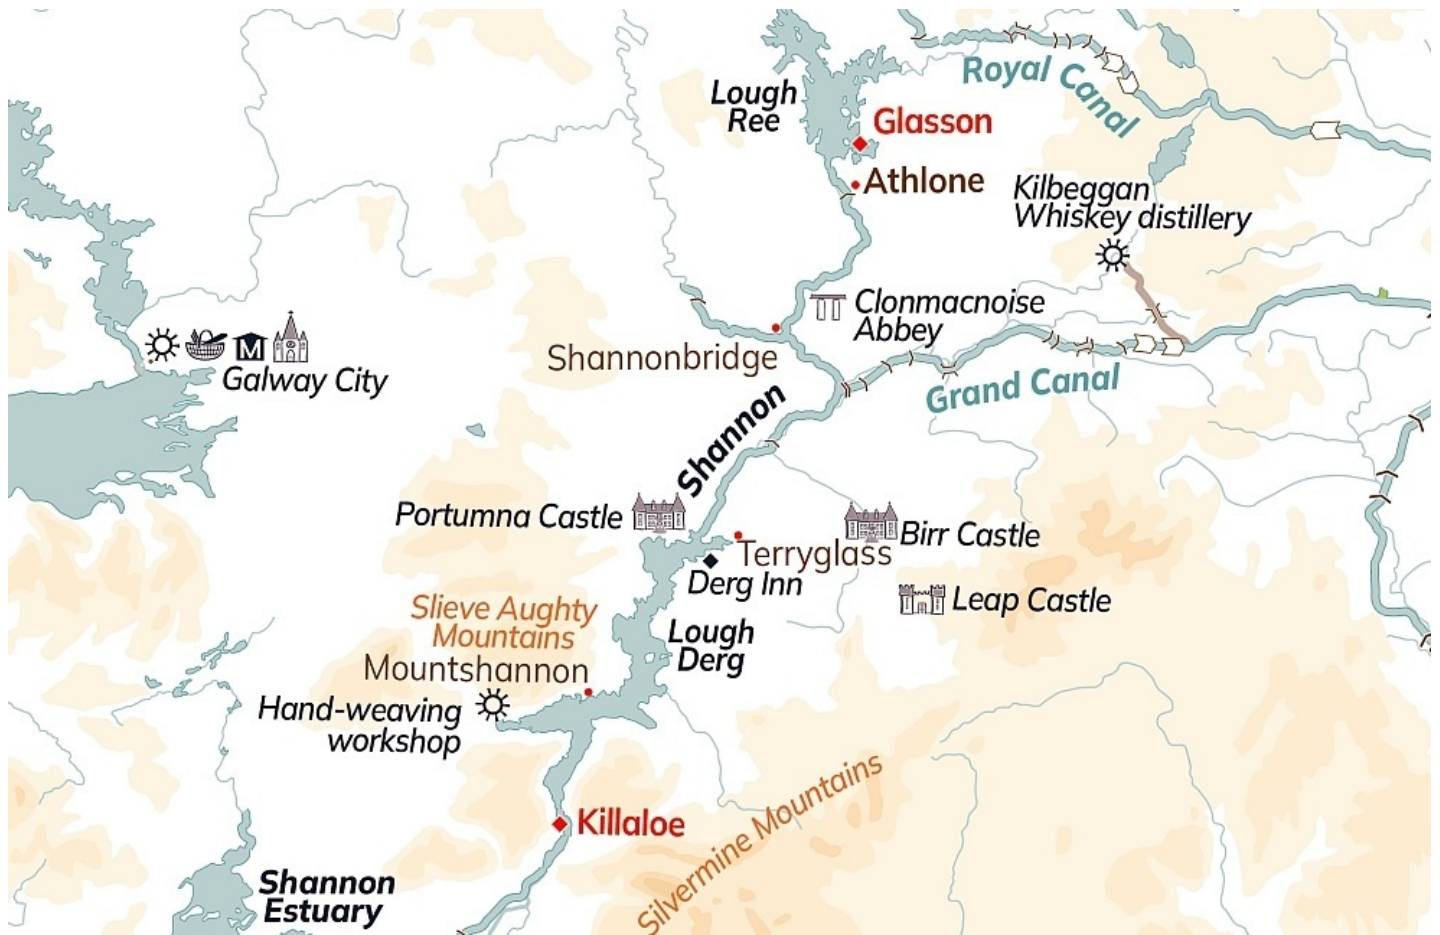 Royal Canal
Lough
Ree
Glasson
Athlone
Kilbeggan
Whiskey distillery
Clonmacnoise
Abbey
Shannonbridge
M
Galway City
Grand Canal
Shannon
Portumna Castle
Birr Castle
Terryglass
Derg Inn
Leap Castle
Slieve Aughty
Mountains
Lough
Derg
Mountshannon
Hand-weaving
workshop
Silvermine Mountains
Killaloe
Shannon
Estuary